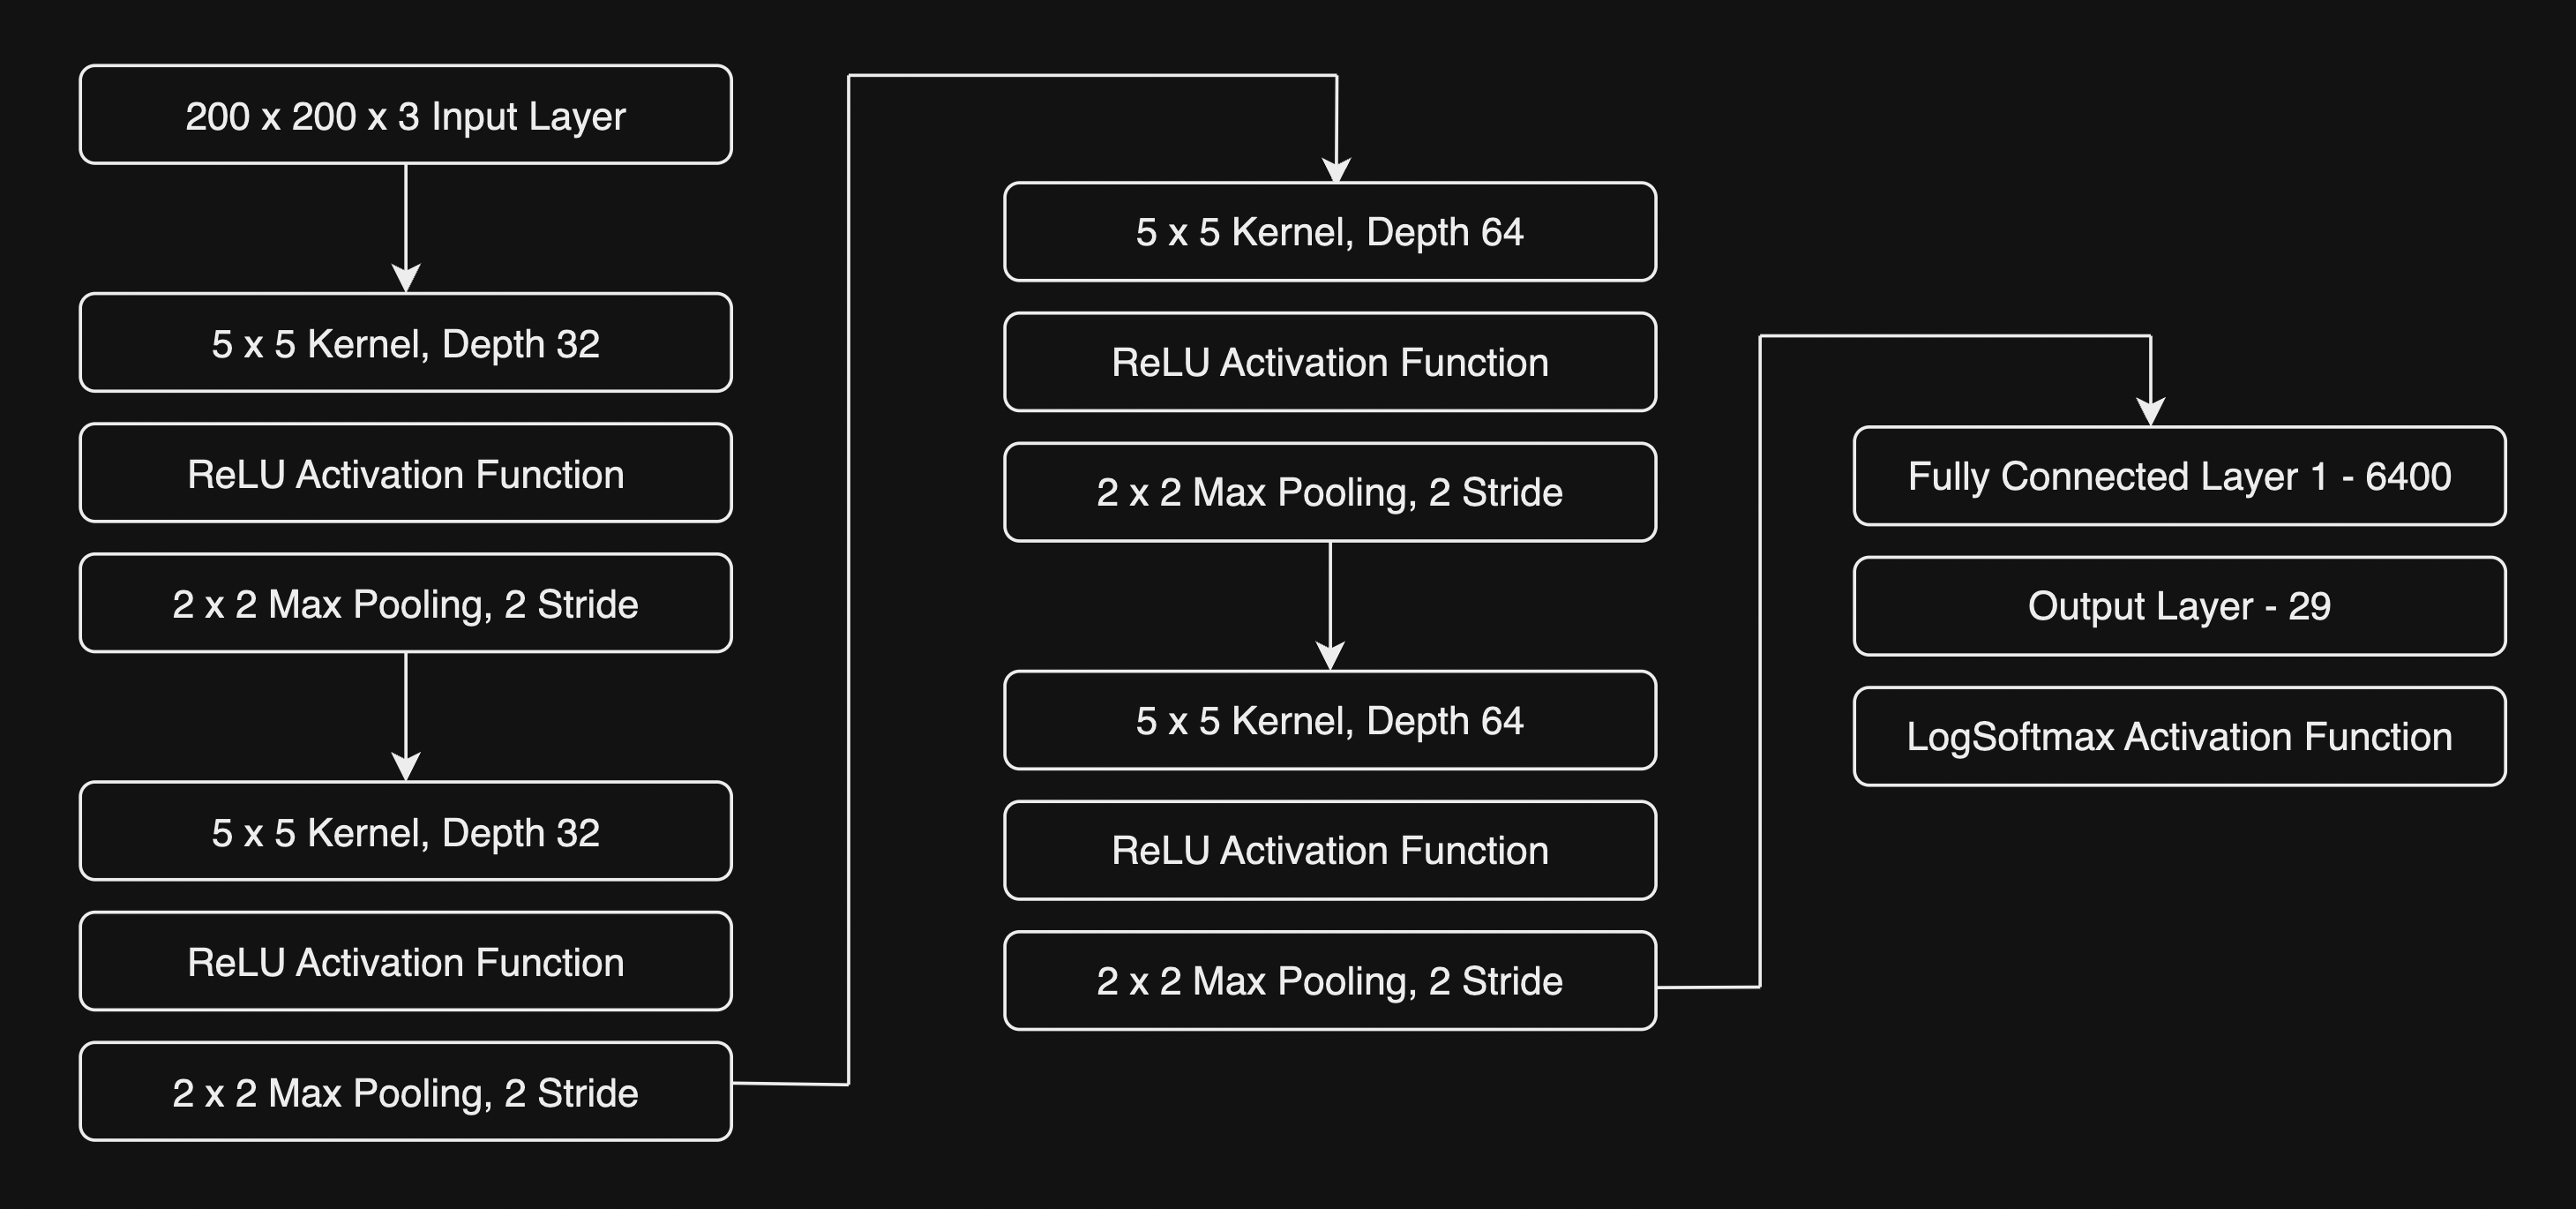 200 x 200 x 3 Input Layer
5 x 5 Kernel, Depth 32
ReLU Activation Function
2 x 2 Max Pooling, 2 Stride
5 x 5 Kernel, Depth 32
ReLU Activation Function
2 x 2 Max Pooling, 2 Stride
5 x 5 Kernel, Depth 64
ReLU Activation Function
2 x 2 Max Pooling, 2 Stride
5 x 5 Kernel, Depth 64
ReLU Activation Function
2 x 2 Max Pooling, 2 Stride
Fully Connected Layer 1 - 6400
Output Layer - 29
LogSoftmax Activation Function